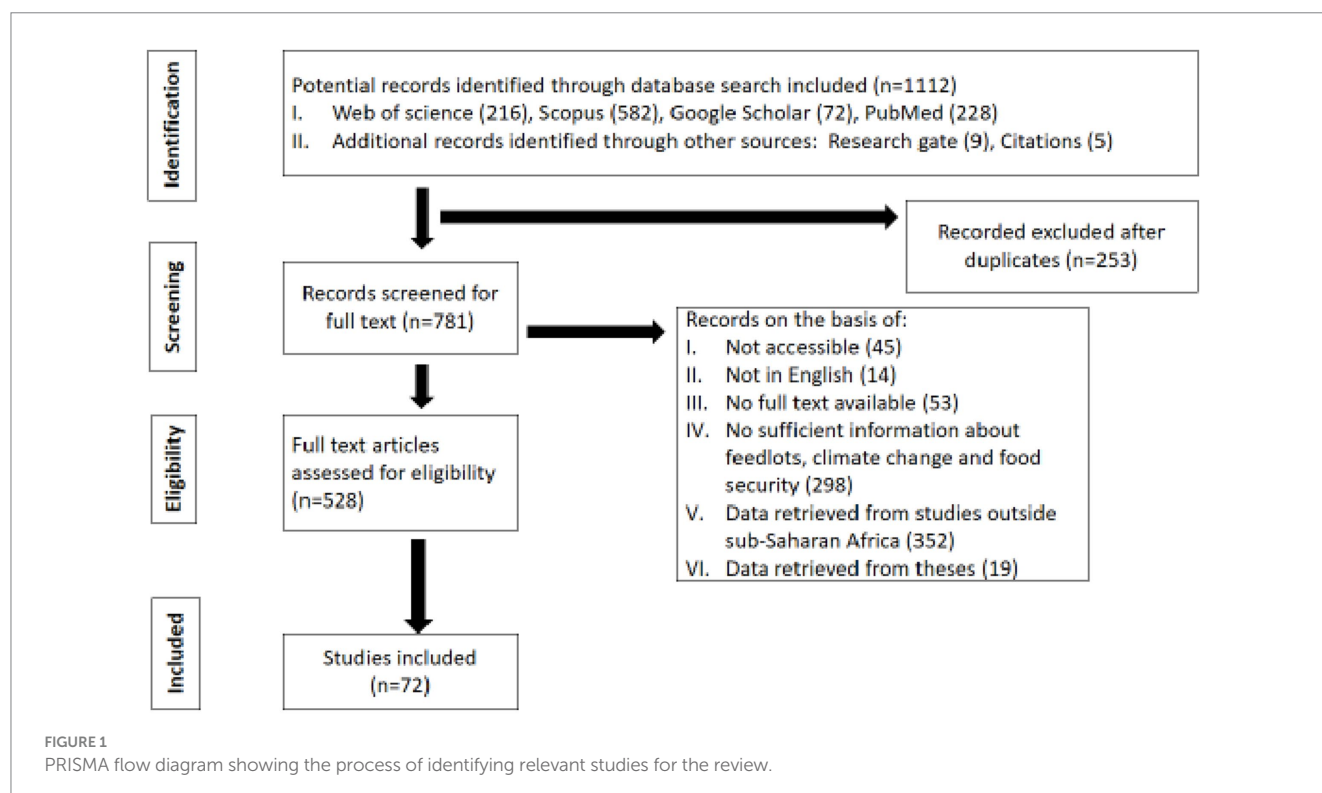 Identification
Potential records identified through database search included (n=1112)
I. Web of science (216), Scopus (582), Google Scholar (72), PubMed (228)
II. Additional records identified through other sources: Research gate (9), Citations (5)
Recorded excluded after
duplicates (n=253)
Screening
Records screened for
full text (n=781)
Records on the basis of:
I. Not accessible (45)
II. Not in English (14)
III. No full text available (53)
IV. No sufficient information about
feedlots, climate change and food
security (298)
V. Data retrieved from studies outside
sub-Saharan Africa (352)
VI. Data retrieved from theses (19)
Eligibility
Full text articles
assessed for eligibility
(n=528)
Included
Studies included
(n=72)
FIGURE 1
PRISMA flow diagram showing the process of identifying relevant studies for the review.